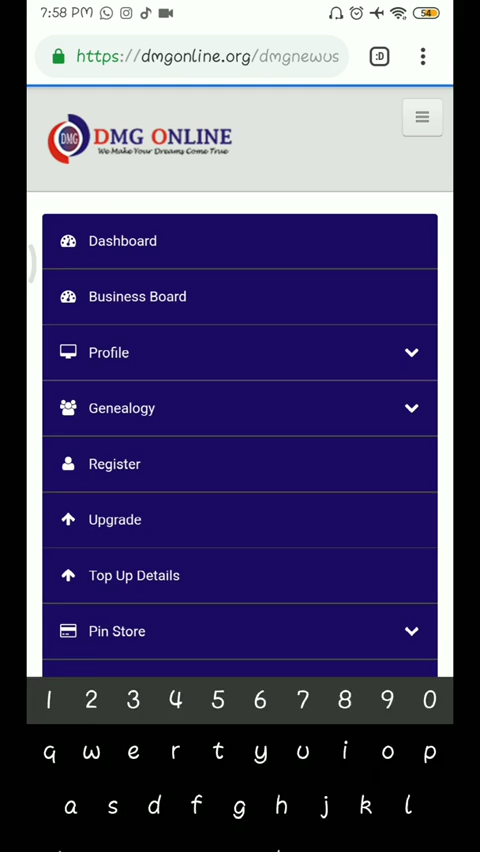 7:58 PM
54
https://dmgonline.org/dmgnewus
:D
DMG DMG ONLINE
We Make Your Dreams Come True
Dashboard
Business Board
Profile
Genealogy
Register
Upgrade
Top Up Details
Pin Store
1 2 3 4 5 6 7 8 9 0
q w e r t y u i o p
a s d f g h j k l